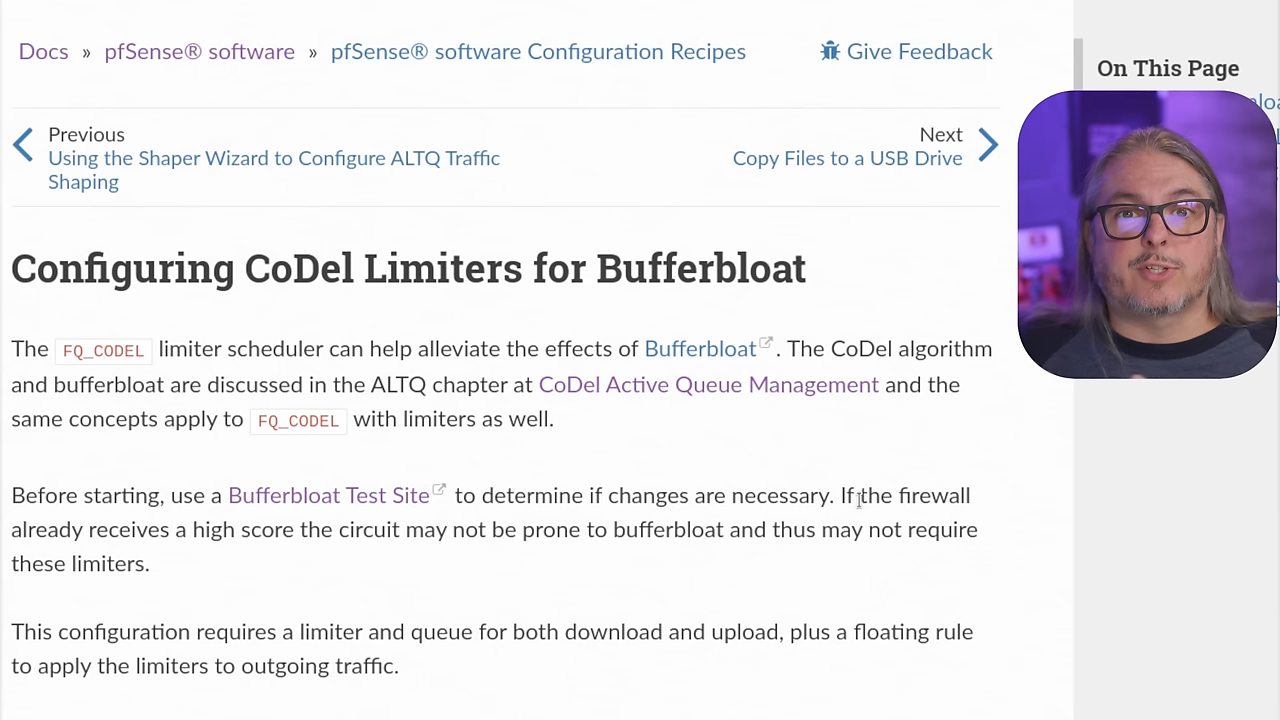 Docs » pfSense® software » pfSense® software Configuration Recipes
Give Feedback
On This Page
Previous
Using the Shaper Wizard to Configure ALTQ Traffic
Shaping
Next
Copy Files to a USB Drive
Configuring CoDel Limiters for Bufferbloat
The FQ_CODEL limiter scheduler can help alleviate the effects of Bufferbloat. The CoDel algorithm
and bufferbloat are discussed in the ALTQ chapter at CoDel Active Queue Management and the
same concepts apply to FQ_CODEL with limiters as well.
Before starting, use a Bufferbloat Test Site to determine if changes are necessary. If the firewall
already receives a high score the circuit may not be prone to bufferbloat and thus may not require
these limiters.
This configuration requires a limiter and queue for both download and upload, plus a floating rule
to apply the limiters to outgoing traffic.